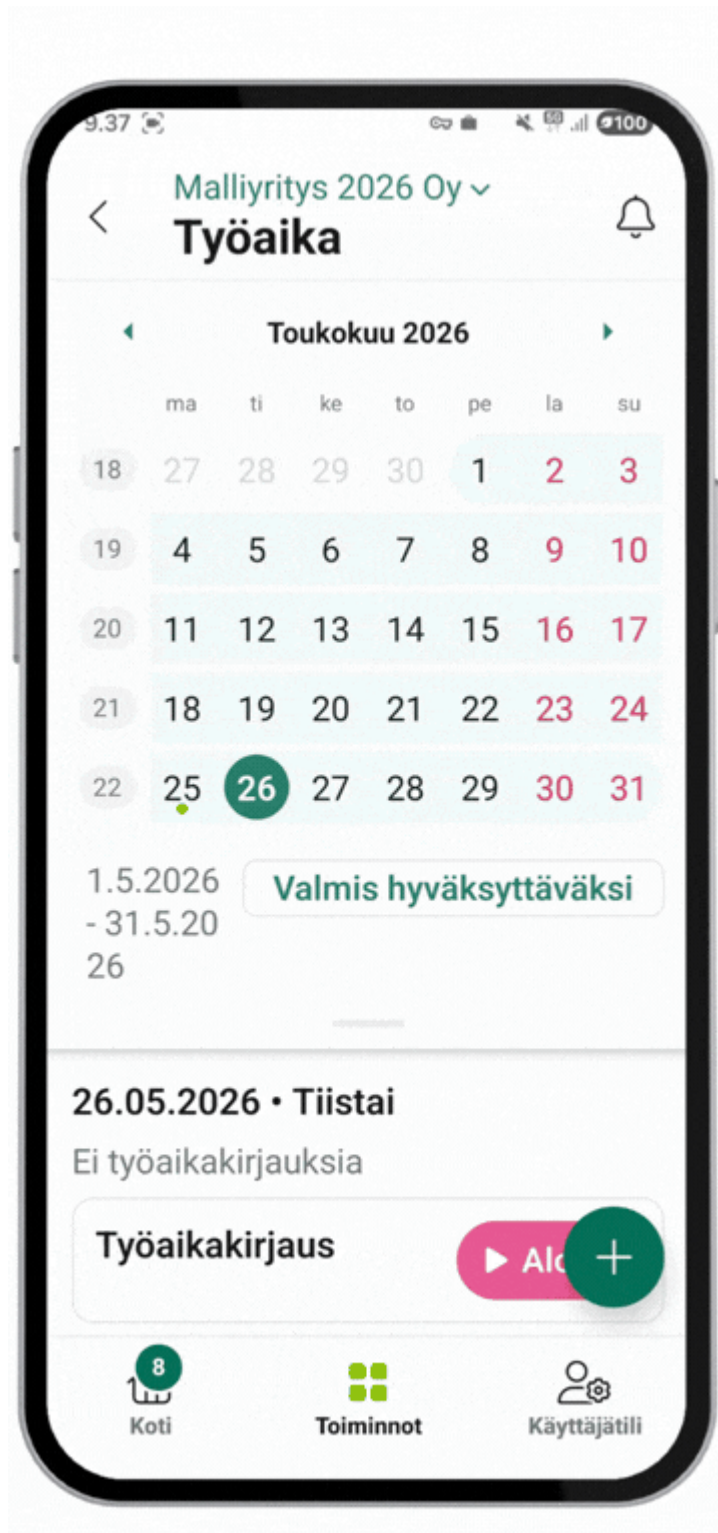 9.37
5G
100
Malliyritys 2026 Oy
Työaika
Toukokuu 2026
ma ti ke to pe la su
18 27 28 29 30 1 2 3
19 4 5 6 7 8 9 10
20 11 12 13 14 15 16 17
21 18 19 20 21 22 23 24
22 25 26 27 28 29 30 31
1.5.2026
- 31.5.20
26
Valmis hyväksyttäväksi
26.05.2026 • Tiistai
Ei työaikakirjauksia
Työaikakirjaus
8
Koti
Toiminnot
Käyttäjätili